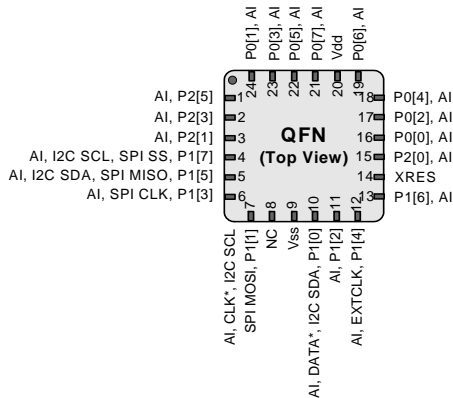 P0[1], AI
P0[3], AI
P0[5], AI
P0[7], AI
Vdd
P0[6], AI
24
23
22
21
20
19
AI, P2[5]
1
18
P0[4], AI
AI, P2[3]
2
17
P0[2], AI
AI, P2[1]
3
QFN
16
P0[0], AI
AI, I2C SCL, SPI SS, P1[7]
4
(Top View)
15
P2[0], AI
AI, I2C SDA, SPI MISO, P1[5]
5
14
XRES
AI, SPI CLK, P1[3]
6
13
P1[6], AI
7
8
9
10
11
12
AI, CLK*, I2C SCL
SPI MOSI, P1[1]
NC
Vss
AI, DATA*, I2C SDA, P1[0]
AI, P1[2]
AI, EXTCLK, P1[4]